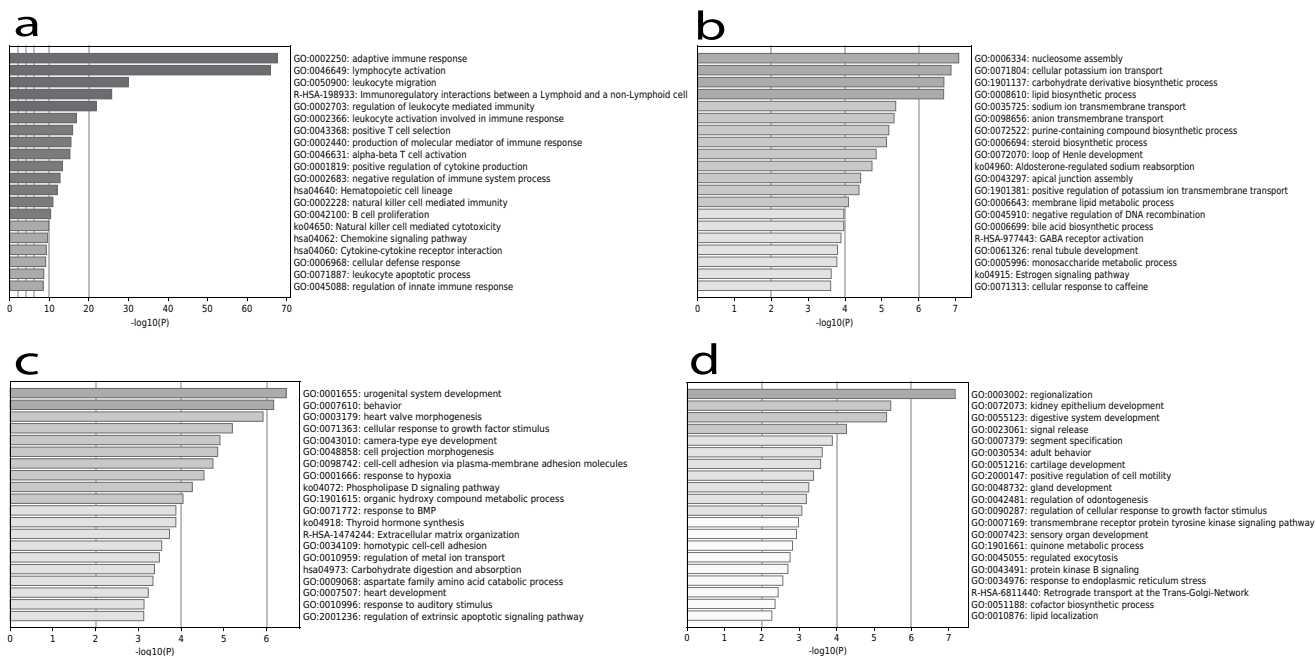 a
GO:0002250: adaptive immune response
GO:0046649: lymphocyte activation
GO:0050900: leukocyte migration
R-HSA-198933: Immunoregulatory interactions between a Lymphoid and a non-Lymphoid cell
GO:0002703: regulation of leukocyte mediated immunity
GO:0002366: leukocyte activation involved in immune response
GO:0043368: positive T cell selection
GO:0002440: production of molecular mediator of immune response
GO:0046631: alpha-beta T cell activation
GO:0001819: positive regulation of cytokine production
GO:0002683: negative regulation of immune system process
hsa04640: Hematopoietic cell lineage
GO:0002228: natural killer cell mediated immunity
GO:0042100: B cell proliferation
ko04650: Natural killer cell mediated cytotoxicity
hsa04062: Chemokine signaling pathway
hsa04060: Cytokine-cytokine receptor interaction
GO:0006968: cellular defense response
GO:0071887: leukocyte apoptotic process
GO:0045088: regulation of innate immune response
0 10 20 30 40 50 60 70
-log10(P)
b
GO:0006334: nucleosome assembly
GO:0071804: cellular potassium ion transport
GO:1901137: carbohydrate derivative biosynthetic process
GO:0008610: lipid biosynthetic process
GO:0035725: sodium ion transmembrane transport
GO:0098656: anion transmembrane transport
GO:0072522: purine-containing compound biosynthetic process
GO:0006694: steroid biosynthetic process
GO:0072070: loop of Henle development
ko04960: Aldosterone-regulated sodium reabsorption
GO:0043297: apical junction assembly
GO:1901381: positive regulation of potassium ion transmembrane transport
GO:0006643: membrane lipid metabolic process
GO:0045910: negative regulation of DNA recombination
GO:0006699: bile acid biosynthetic process
R-HSA-977443: GABA receptor activation
GO:0061326: renal tubule development
GO:0005996: monosaccharide metabolic process
ko04915: Estrogen signaling pathway
GO:0071313: cellular response to caffeine
0 1 2 3 4 5 6 7
-log10(P)
c
GO:0001655: urogenital system development
GO:0007610: behavior
GO:0003179: heart valve morphogenesis
GO:0071363: cellular response to growth factor stimulus
GO:0043010: camera-type eye development
GO:0048858: cell projection morphogenesis
GO:0098742: cell-cell adhesion via plasma-membrane adhesion molecules
GO:0001666: response to hypoxia
ko04072: Phospholipase D signaling pathway
GO:1901615: organic hydroxy compound metabolic process
GO:0071772: response to BMP
ko04918: Thyroid hormone synthesis
R-HSA-1474244: Extracellular matrix organization
GO:0034109: homotypic cell-cell adhesion
GO:0010959: regulation of metal ion transport
hsa04973: Carbohydrate digestion and absorption
GO:0009068: aspartate family amino acid catabolic process
GO:0007507: heart development
GO:0010996: response to auditory stimulus
GO:2001236: regulation of extrinsic apoptotic signaling pathway
0 1 2 3 4 5 6
-log10(P)
d
GO:0003002: regionalization
GO:0072073: kidney epithelium development
GO:0055123: digestive system development
GO:0023061: signal release
GO:0007379: segment specification
GO:0030534: adult behavior
GO:0051216: cartilage development
GO:2000147: positive regulation of cell motility
GO:0048732: gland development
GO:0042481: regulation of odontogenesis
GO:0090287: regulation of cellular response to growth factor stimulus
GO:0007169: transmembrane receptor protein tyrosine kinase signaling pathway
GO:0007423: sensory organ development
GO:1901661: quinone metabolic process
GO:0045055: regulated exocytosis
GO:0043491: protein kinase B signaling
GO:0034976: response to endoplasmic reticulum stress
R-HSA-6811440: Retrograde transport at the Trans-Golgi-Network
GO:0051188: cofactor biosynthetic process
GO:0010876: lipid localization
0 1 2 3 4 5 6 7
-log10(P)